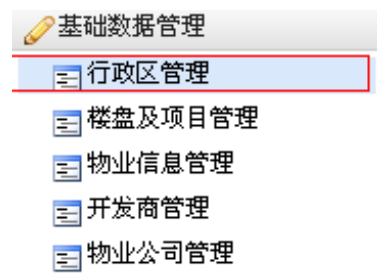 基础数据管理
行政区管理
楼盘及项目管理
物业信息管理
开发商管理
物业公司管理